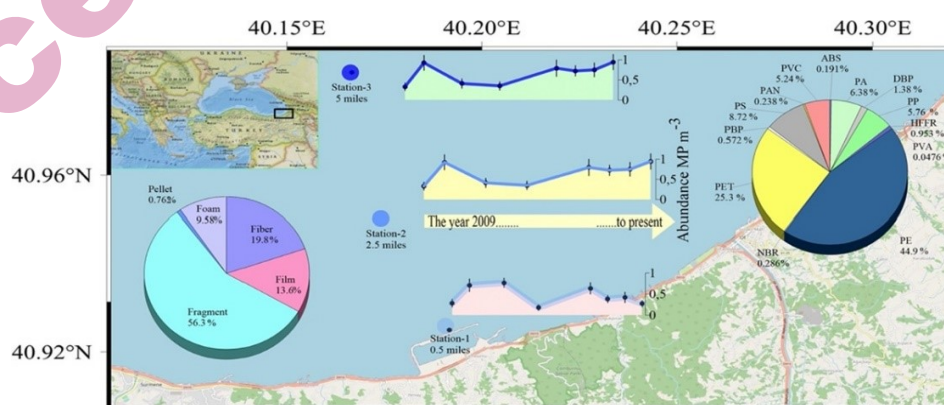 ce
40.15°E 40.20°E 40.25°E 40.30°E
40.96°N
40.92°N
UKRAINE
ROMANIA
TURKEY
SYRIA
Station-3
5 miles
1
0,5
0
Station-2
2.5 miles
1
0,5
0
The year 2009........ .......to present
Abundance MP m⁻³
Station-1
0.5 miles
1
0,5
0
Pellet
0.762%
Foam
9.58%
Fiber
19.8%
Film
13.6%
Fragment
56.3%
ABS
0.191%
PVC
5.24 %
PA
6.38 %
DBP
1.38 %
PAN
0.238 %
PP
5.76 %
PS
8.72 %
HFFR
0.953 %
PBP
0.572%
PVA
0.0476
PET
25.3 %
PE
44.9 %
NBR
0.286%